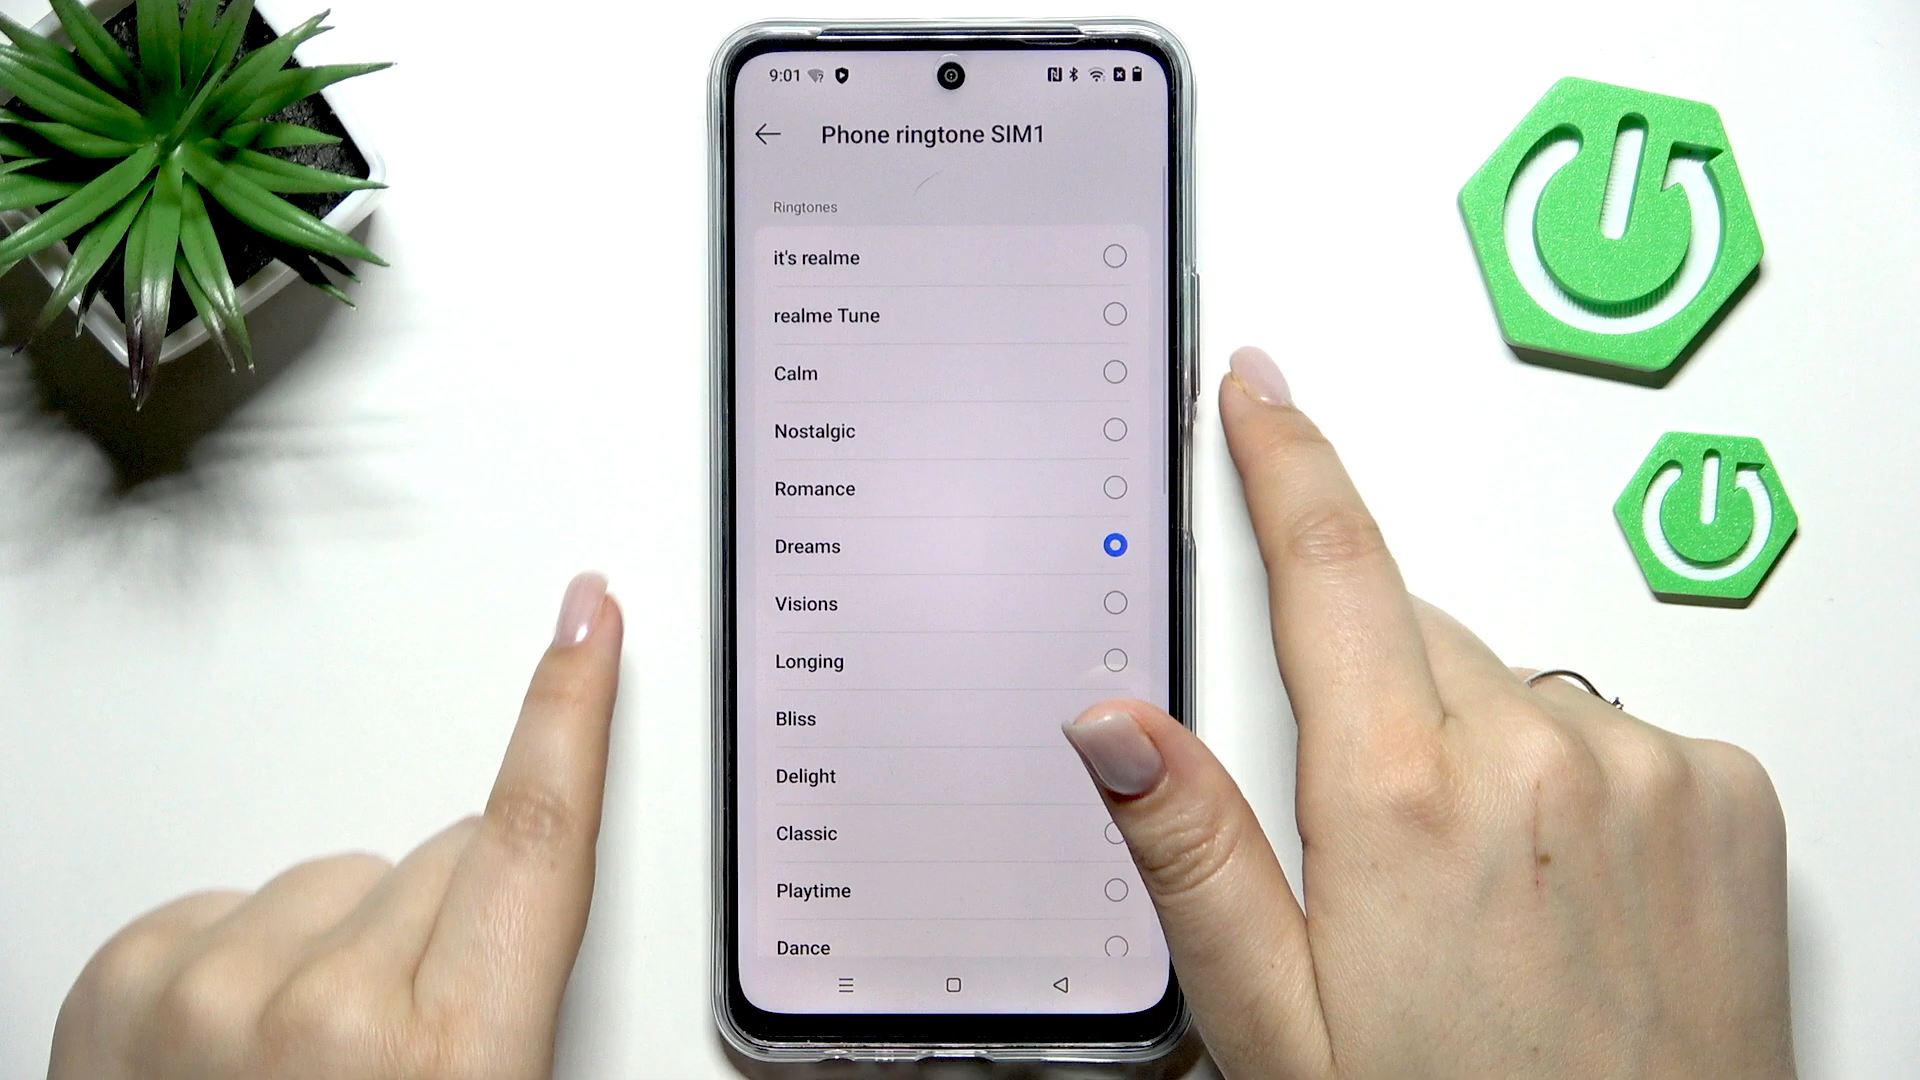 9:01
Phone ringtone SIM1
Ringtones
it's realme
realme Tune
Calm
Nostalgic
Romance
Dreams
Visions
Longing
Bliss
Delight
Classic
Playtime
Dance